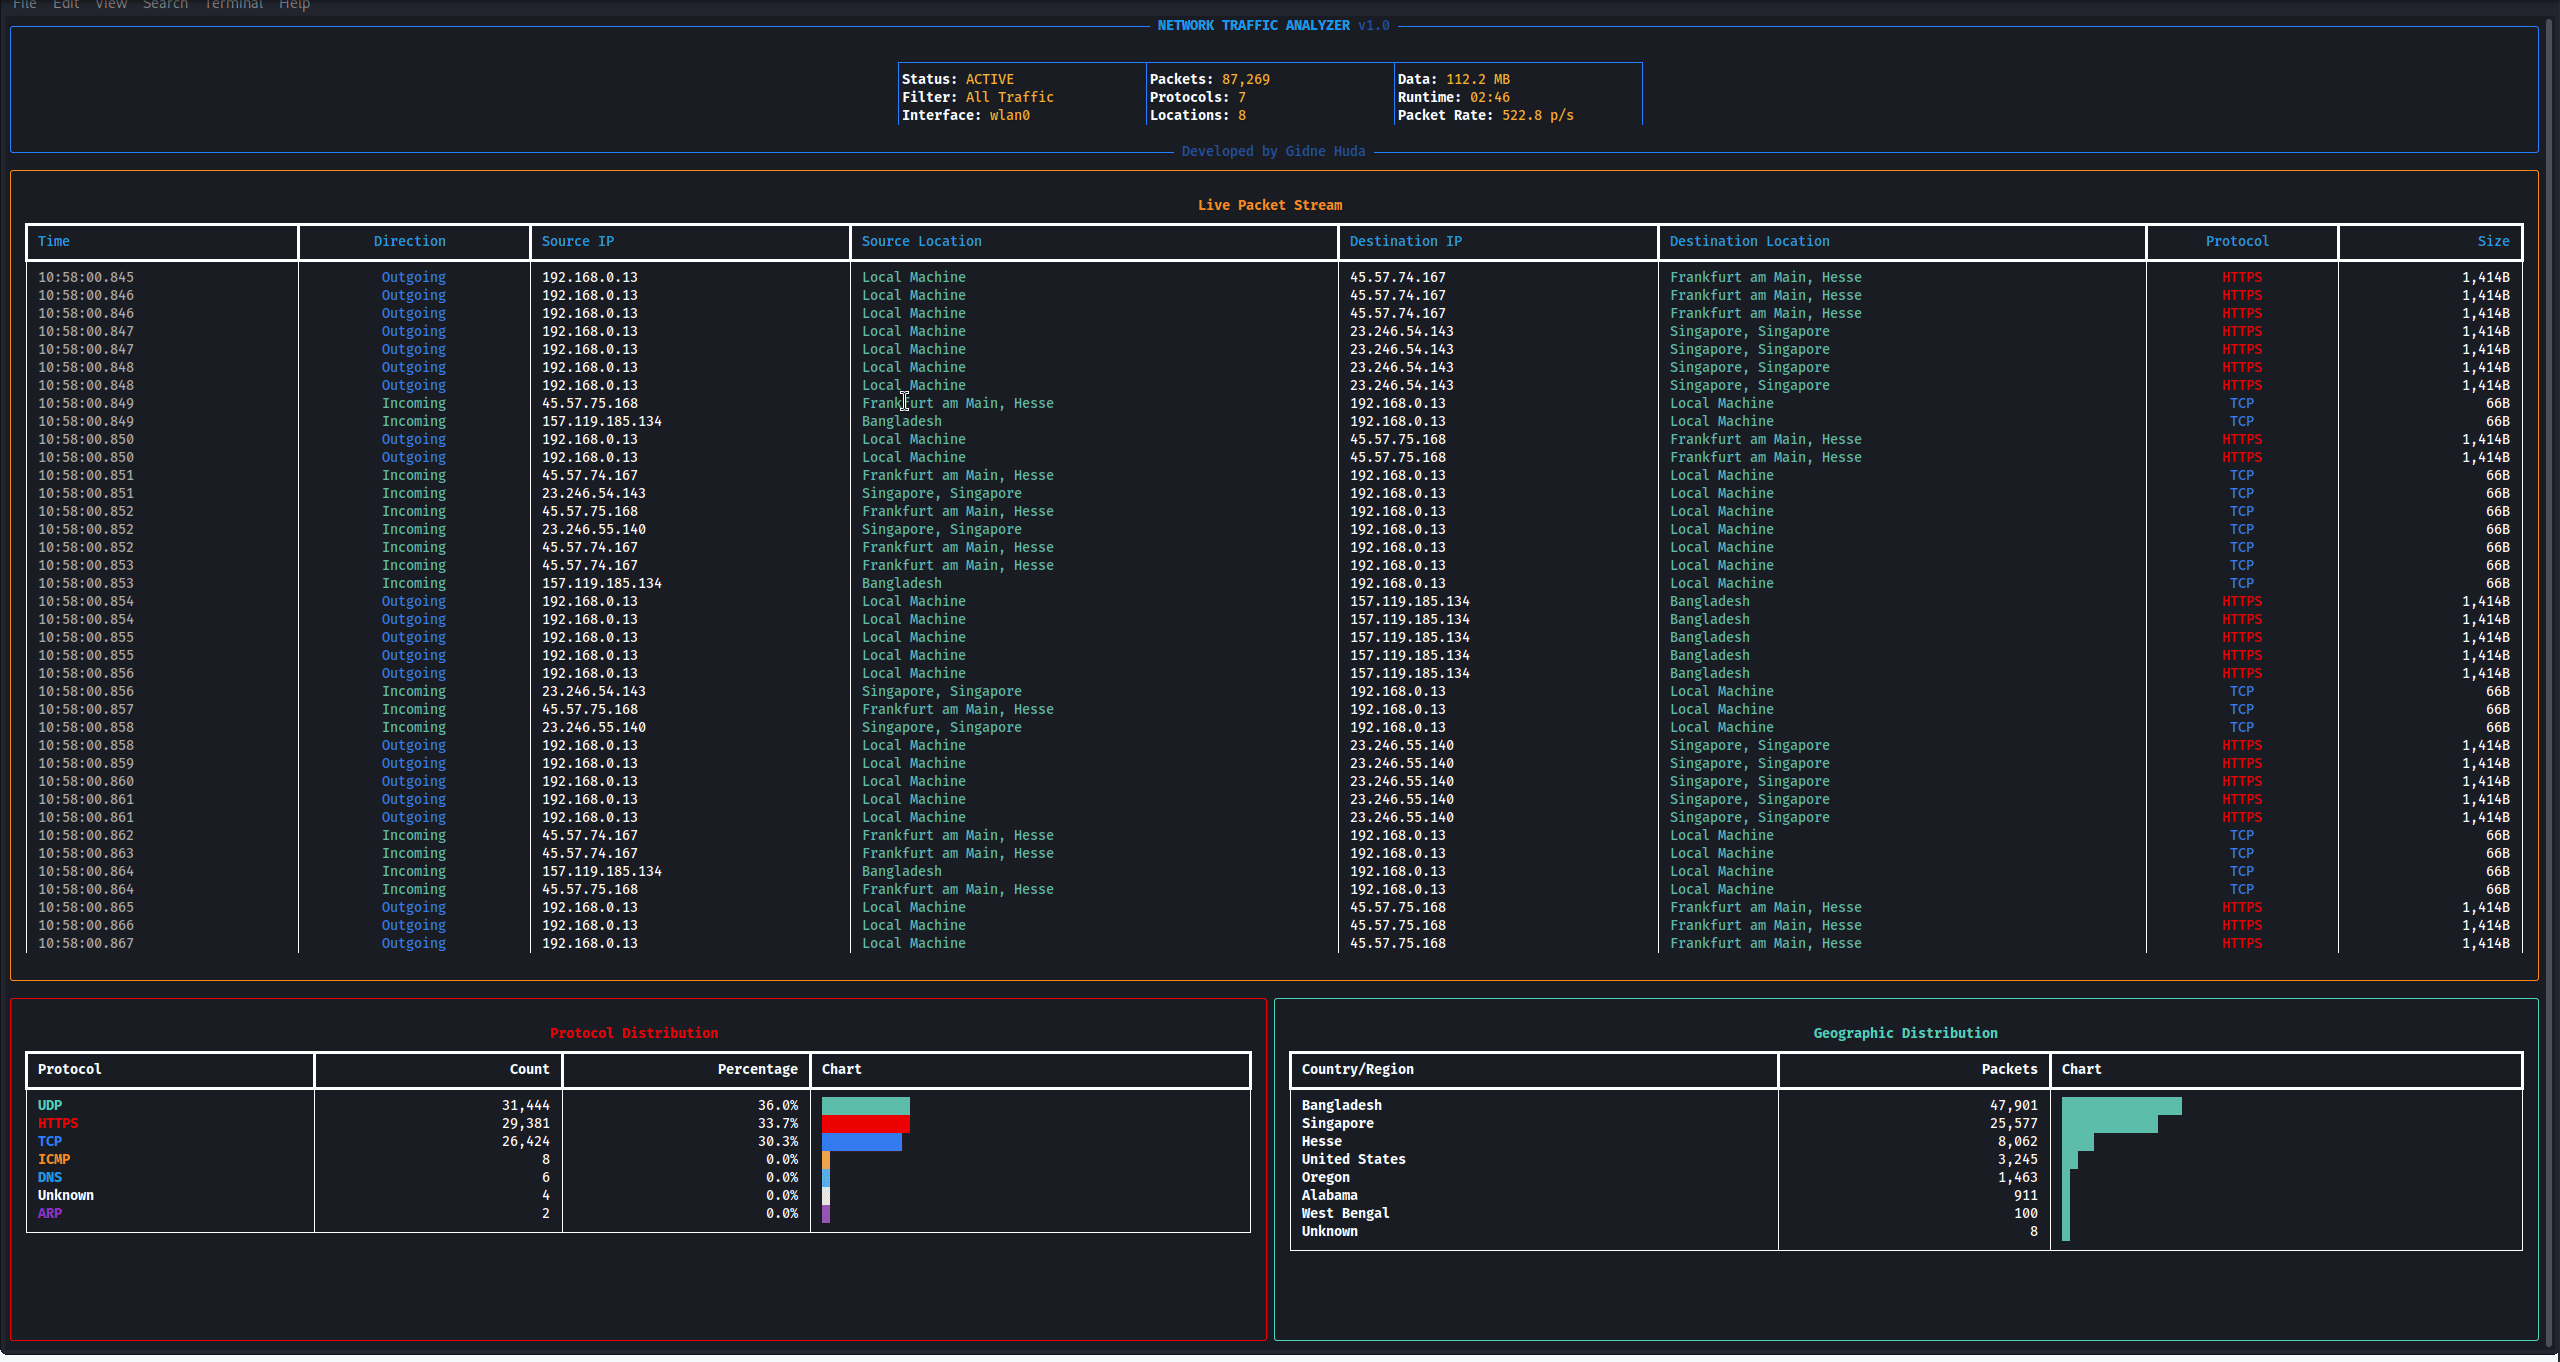 File Edit View Search Terminal Help
NETWORK TRAFFIC ANALYZER v1.0
Status: ACTIVE Packets: 87,269 Data: 112.2 MB
Filter: All Traffic Protocols: 7 Runtime: 02:46
Interface: wlan0 Locations: 8 Packet Rate: 522.8 p/s
Developed by Gidne Huda
Live Packet Stream
Time Direction Source IP Source Location Destination IP Destination Location Protocol Size
10:58:00.845 Outgoing 192.168.0.13 Local Machine 45.57.74.167 Frankfurt am Main, Hesse HTTPS 1,414B
10:58:00.846 Outgoing 192.168.0.13 Local Machine 45.57.74.167 Frankfurt am Main, Hesse HTTPS 1,414B
10:58:00.846 Outgoing 192.168.0.13 Local Machine 45.57.74.167 Frankfurt am Main, Hesse HTTPS 1,414B
10:58:00.847 Outgoing 192.168.0.13 Local Machine 23.246.54.143 Singapore, Singapore HTTPS 1,414B
10:58:00.847 Outgoing 192.168.0.13 Local Machine 23.246.54.143 Singapore, Singapore HTTPS 1,414B
10:58:00.848 Outgoing 192.168.0.13 Local Machine 23.246.54.143 Singapore, Singapore HTTPS 1,414B
10:58:00.848 Outgoing 192.168.0.13 Local Machine 23.246.54.143 Singapore, Singapore HTTPS 1,414B
10:58:00.849 Incoming 45.57.75.168 Frankfurt am Main, Hesse 192.168.0.13 Local Machine TCP 66B
10:58:00.849 Incoming 157.119.185.134 Bangladesh 192.168.0.13 Local Machine TCP 66B
10:58:00.850 Outgoing 192.168.0.13 Local Machine 45.57.75.168 Frankfurt am Main, Hesse HTTPS 1,414B
10:58:00.850 Outgoing 192.168.0.13 Local Machine 45.57.75.168 Frankfurt am Main, Hesse HTTPS 1,414B
10:58:00.851 Incoming 45.57.74.167 Frankfurt am Main, Hesse 192.168.0.13 Local Machine TCP 66B
10:58:00.851 Incoming 23.246.54.143 Singapore, Singapore 192.168.0.13 Local Machine TCP 66B
10:58:00.852 Incoming 45.57.75.168 Frankfurt am Main, Hesse 192.168.0.13 Local Machine TCP 66B
10:58:00.852 Incoming 23.246.55.140 Singapore, Singapore 192.168.0.13 Local Machine TCP 66B
10:58:00.852 Incoming 45.57.74.167 Frankfurt am Main, Hesse 192.168.0.13 Local Machine TCP 66B
10:58:00.853 Incoming 45.57.74.167 Frankfurt am Main, Hesse 192.168.0.13 Local Machine TCP 66B
10:58:00.853 Incoming 157.119.185.134 Bangladesh 192.168.0.13 Local Machine TCP 66B
10:58:00.854 Outgoing 192.168.0.13 Local Machine 157.119.185.134 Bangladesh HTTPS 1,414B
10:58:00.854 Outgoing 192.168.0.13 Local Machine 157.119.185.134 Bangladesh HTTPS 1,414B
10:58:00.855 Outgoing 192.168.0.13 Local Machine 157.119.185.134 Bangladesh HTTPS 1,414B
10:58:00.855 Outgoing 192.168.0.13 Local Machine 157.119.185.134 Bangladesh HTTPS 1,414B
10:58:00.856 Outgoing 192.168.0.13 Local Machine 157.119.185.134 Bangladesh HTTPS 1,414B
10:58:00.856 Incoming 23.246.54.143 Singapore, Singapore 192.168.0.13 Local Machine TCP 66B
10:58:00.857 Incoming 45.57.75.168 Frankfurt am Main, Hesse 192.168.0.13 Local Machine TCP 66B
10:58:00.858 Incoming 23.246.55.140 Singapore, Singapore 192.168.0.13 Local Machine TCP 66B
10:58:00.858 Outgoing 192.168.0.13 Local Machine 23.246.55.140 Singapore, Singapore HTTPS 1,414B
10:58:00.859 Outgoing 192.168.0.13 Local Machine 23.246.55.140 Singapore, Singapore HTTPS 1,414B
10:58:00.860 Outgoing 192.168.0.13 Local Machine 23.246.55.140 Singapore, Singapore HTTPS 1,414B
10:58:00.861 Outgoing 192.168.0.13 Local Machine 23.246.55.140 Singapore, Singapore HTTPS 1,414B
10:58:00.861 Outgoing 192.168.0.13 Local Machine 23.246.55.140 Singapore, Singapore HTTPS 1,414B
10:58:00.862 Incoming 45.57.74.167 Frankfurt am Main, Hesse 192.168.0.13 Local Machine TCP 66B
10:58:00.863 Incoming 45.57.74.167 Frankfurt am Main, Hesse 192.168.0.13 Local Machine TCP 66B
10:58:00.864 Incoming 157.119.185.134 Bangladesh 192.168.0.13 Local Machine TCP 66B
10:58:00.864 Incoming 45.57.75.168 Frankfurt am Main, Hesse 192.168.0.13 Local Machine TCP 66B
10:58:00.865 Outgoing 192.168.0.13 Local Machine 45.57.75.168 Frankfurt am Main, Hesse HTTPS 1,414B
10:58:00.866 Outgoing 192.168.0.13 Local Machine 45.57.75.168 Frankfurt am Main, Hesse HTTPS 1,414B
10:58:00.867 Outgoing 192.168.0.13 Local Machine 45.57.75.168 Frankfurt am Main, Hesse HTTPS 1,414B
Protocol Distribution
Protocol Count Percentage Chart
UDP 31,444 36.0%
HTTPS 29,381 33.7%
TCP 26,424 30.3%
ICMP 8 0.0%
DNS 6 0.0%
Unknown 4 0.0%
ARP 2 0.0%
Geographic Distribution
Country/Region Packets Chart
Bangladesh 47,901
Singapore 25,577
Hesse 8,062
United States 3,245
Oregon 1,463
Alabama 911
West Bengal 100
Unknown 8